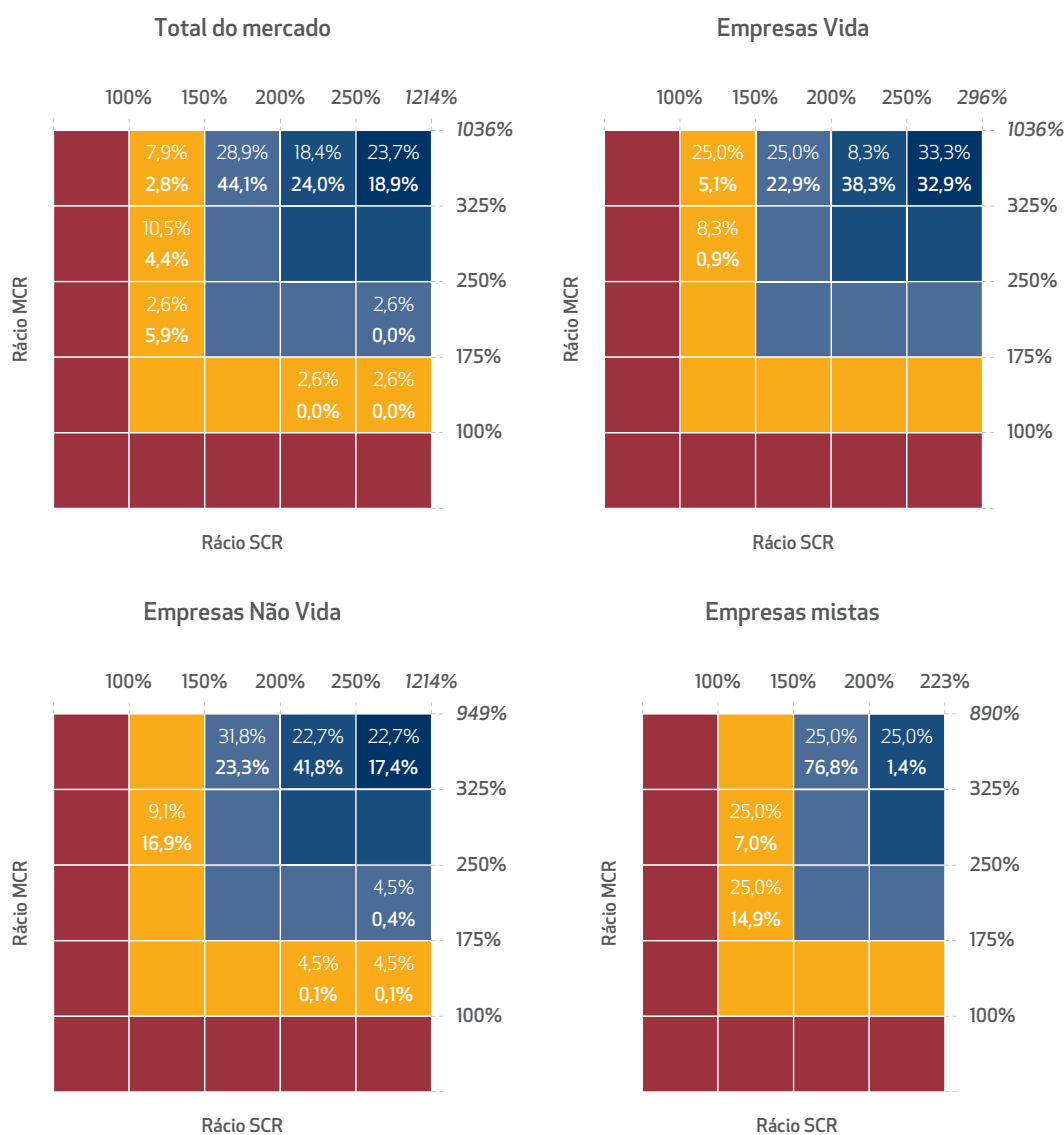 Total do mercado
100% 150% 200% 250% 1214%
1036%
7,9% 28,9% 18,4% 23,7%
2,8% 44,1% 24,0% 18,9%
325%
10,5%
4,4%
250%
2,6% 2,6%
5,9% 0,0%
175%
2,6% 2,6%
0,0% 0,0%
100%
Rácio MCR
Rácio SCR
Empresas Vida
100% 150% 200% 250% 296%
1036%
25,0% 25,0% 8,3% 33,3%
5,1% 22,9% 38,3% 32,9%
325%
8,3%
0,9%
250%
175%
100%
Rácio MCR
Rácio SCR
Empresas Não Vida
100% 150% 200% 250% 1214%
949%
31,8% 22,7% 22,7%
23,3% 41,8% 17,4%
325%
9,1%
16,9%
250%
4,5%
0,4%
175%
4,5% 4,5%
0,1% 0,1%
100%
Rácio MCR
Rácio SCR
Empresas mistas
100% 150% 200% 223%
890%
25,0% 25,0%
76,8% 1,4%
325%
25,0%
7,0%
250%
25,0%
14,9%
175%
100%
Rácio MCR
Rácio SCR